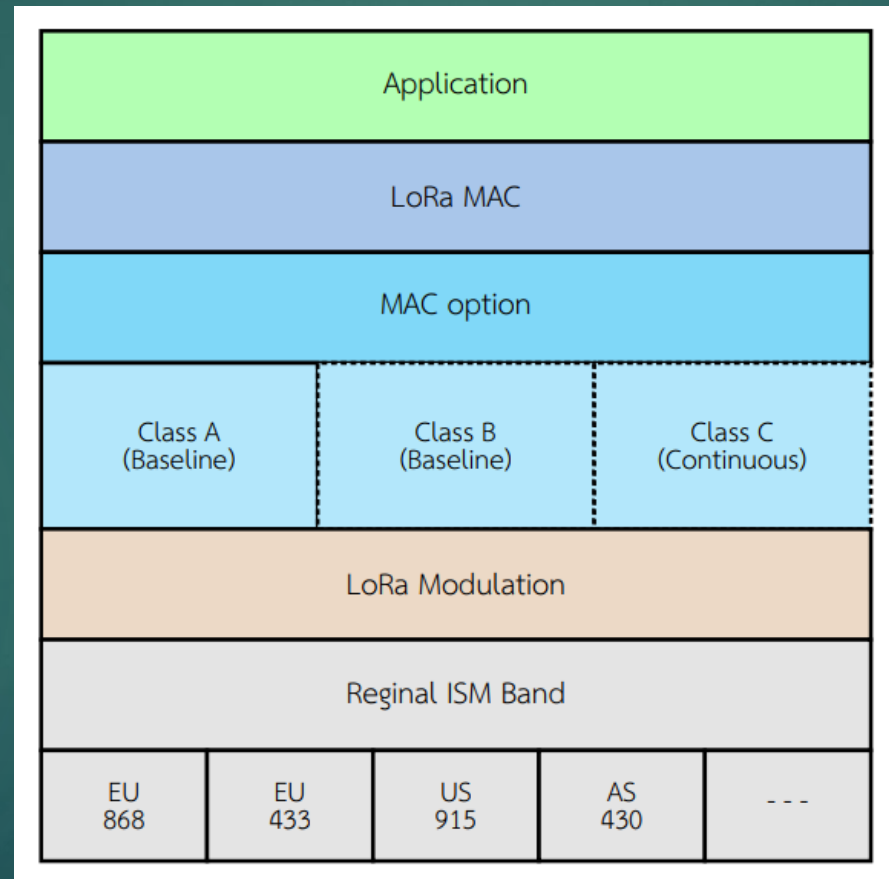 Application
LoRa MAC
MAC option
Class A
(Baseline)
Class B
(Baseline)
Class C
(Continuous)
LoRa Modulation
Reginal ISM Band
EU
868
EU
433
US
915
AS
430
---